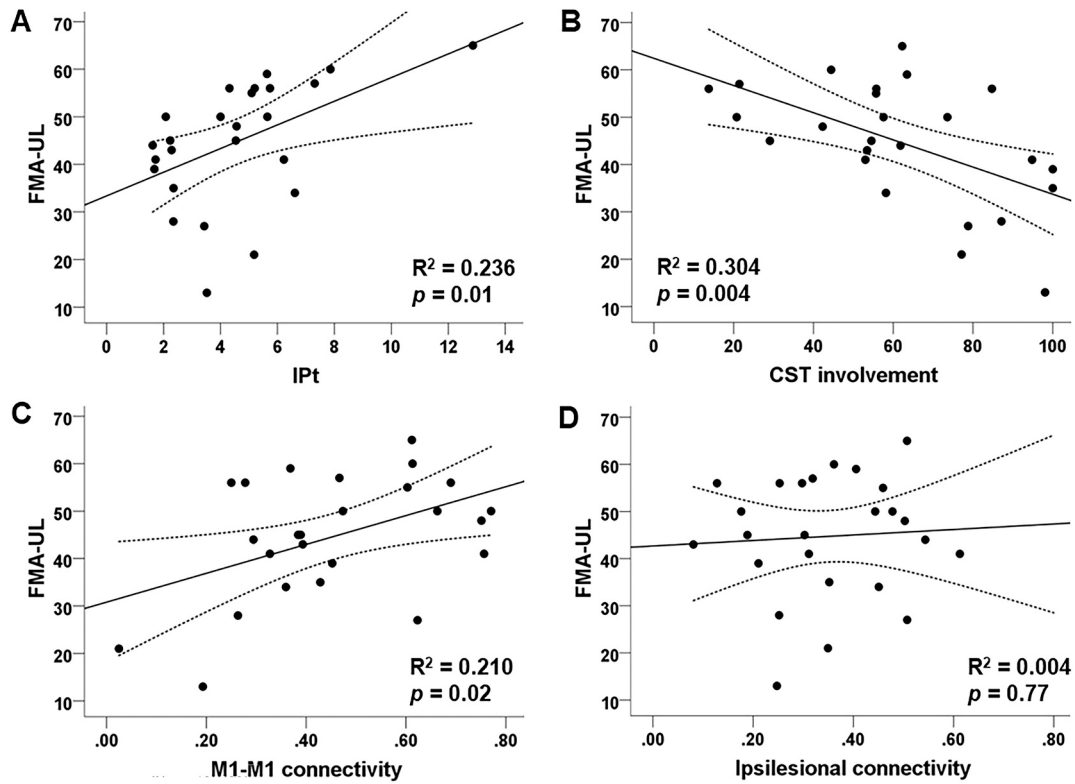 A
FMA-UL
70
60
50
40
30
20
10
R² = 0.236
p = 0.01
0 2 4 6 8 10 12 14
IPt
B
FMA-UL
70
60
50
40
30
20
10
R² = 0.304
p = 0.004
0 20 40 60 80 100
CST involvement
C
FMA-UL
70
60
50
40
30
20
10
R² = 0.210
p = 0.02
.00 .20 .40 .60 .80
M1-M1 connectivity
D
FMA-UL
70
60
50
40
30
20
10
R² = 0.004
p = 0.77
.00 .20 .40 .60 .80
Ipsilesional connectivity